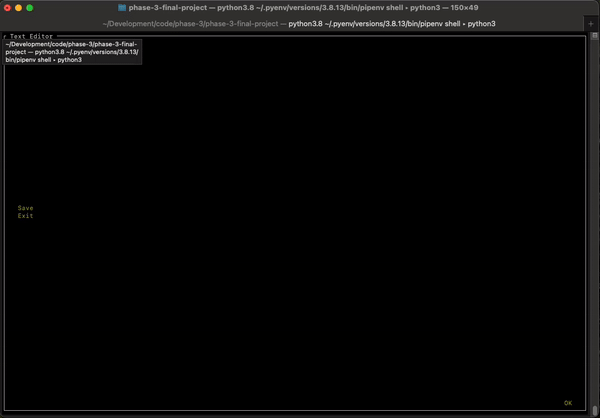 phase-3-final-project — python3.8 ~/.pyenv/versions/3.8.13/bin/pipenv shell • python3 — 150×49
~/Development/code/phase-3/phase-3-final-project — python3.8 ~/.pyenv/versions/3.8.13/bin/pipenv shell • python3
+
Text Editor
~/Development/code/phase-3/phase-3-final-
project — python3.8 ~/.pyenv/versions/3.8.13/
bin/pipenv shell • python3
Save
Exit
OK